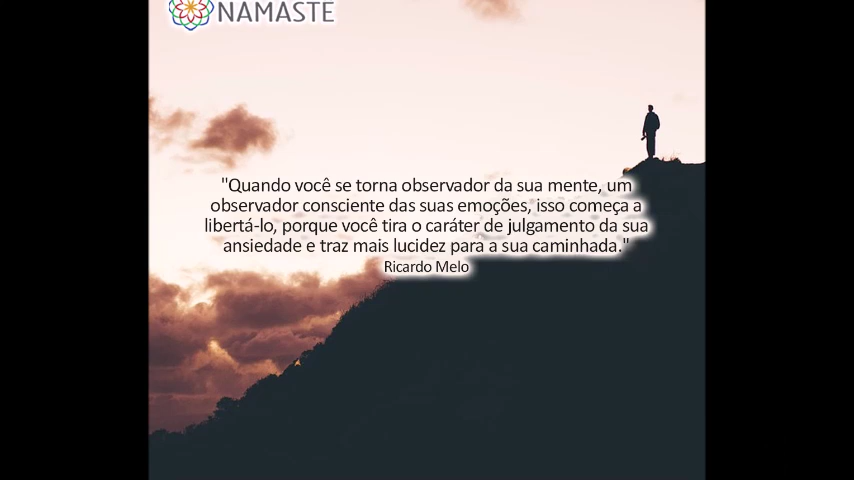 NAMASTE
"Quando você se torna observador da sua mente, um
observador consciente das suas emoções, isso começa a
libertá-lo, porque você tira o caráter de julgamento da sua
ansiedade e traz mais lucidez para a sua caminhada."
Ricardo Melo